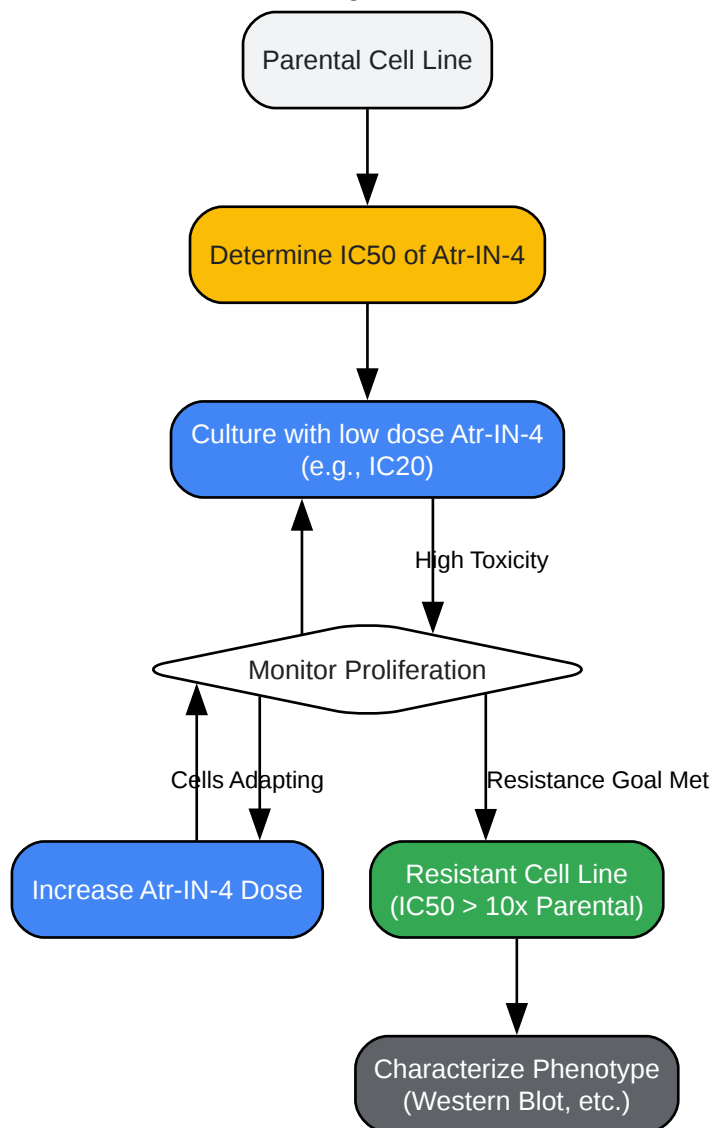 Parental Cell Line
Determine IC50 of Atr-IN-4
Culture with low dose Atr-IN-4
(e.g., IC20)
High Toxicity
Monitor Proliferation
Cells Adapting
Resistance Goal Met
Increase Atr-IN-4 Dose
Resistant Cell Line
(IC50 > 10x Parental)
Characterize Phenotype
(Western Blot, etc.)